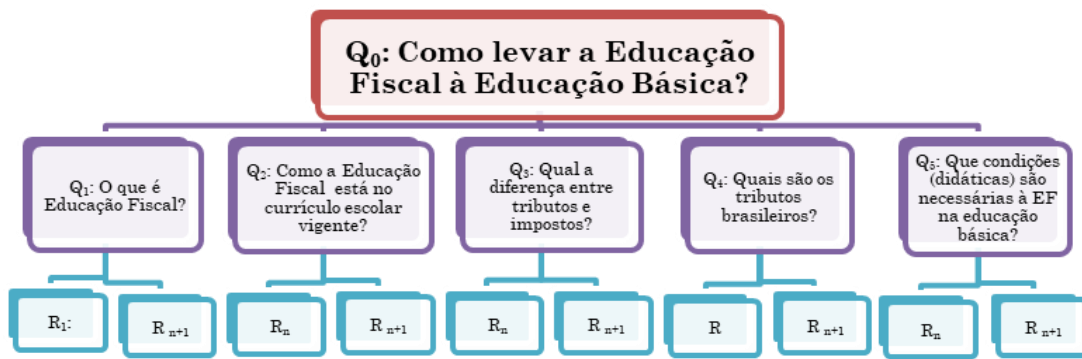 Q₀: Como levar a Educação
Fiscal à Educação Básica?
Q₁: O que é
Educação Fiscal?
Q₂: Como a Educação
Fiscal está no
currículo escolar
vigente?
Q₃: Qual a
diferença entre
tributos e
impostos?
Q₄: Quais são os
tributos
brasileiros?
Q₅: Que condições
(didáticas) são
necessárias à EF
na educação
básica?
R₁:
R ₙ₊₁
Rₙ
R ₙ₊₁
Rₙ
R ₙ₊₁
R
R ₙ₊₁
Rₙ
R ₙ₊₁